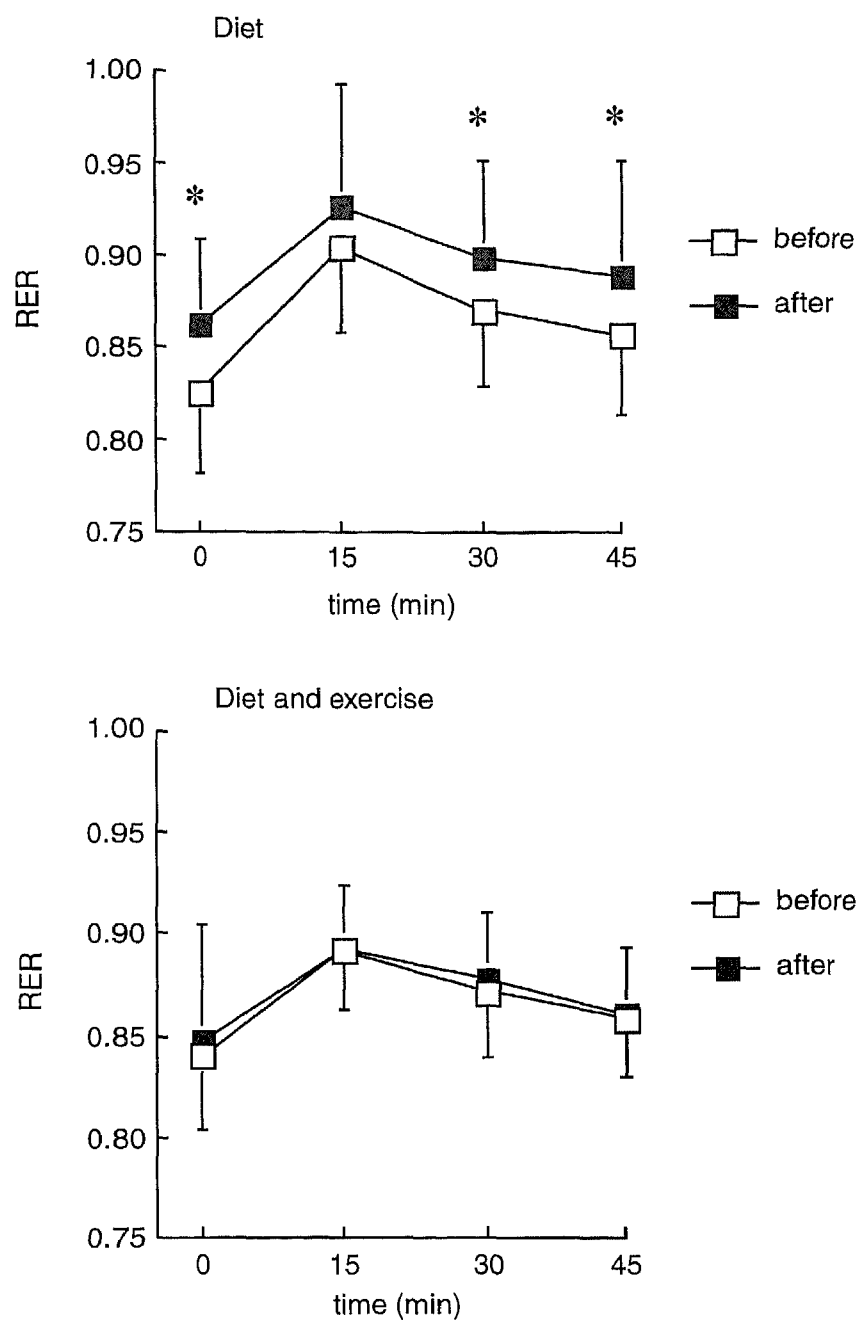 Diet
1.00
0.95
0.90
0.85
0.80
0.75
RER
*
*
*
0
15
30
45
time (min)
before
after
Diet and exercise
1.00
0.95
0.90
0.85
0.80
0.75
RER
0
15
30
45
time (min)
before
after